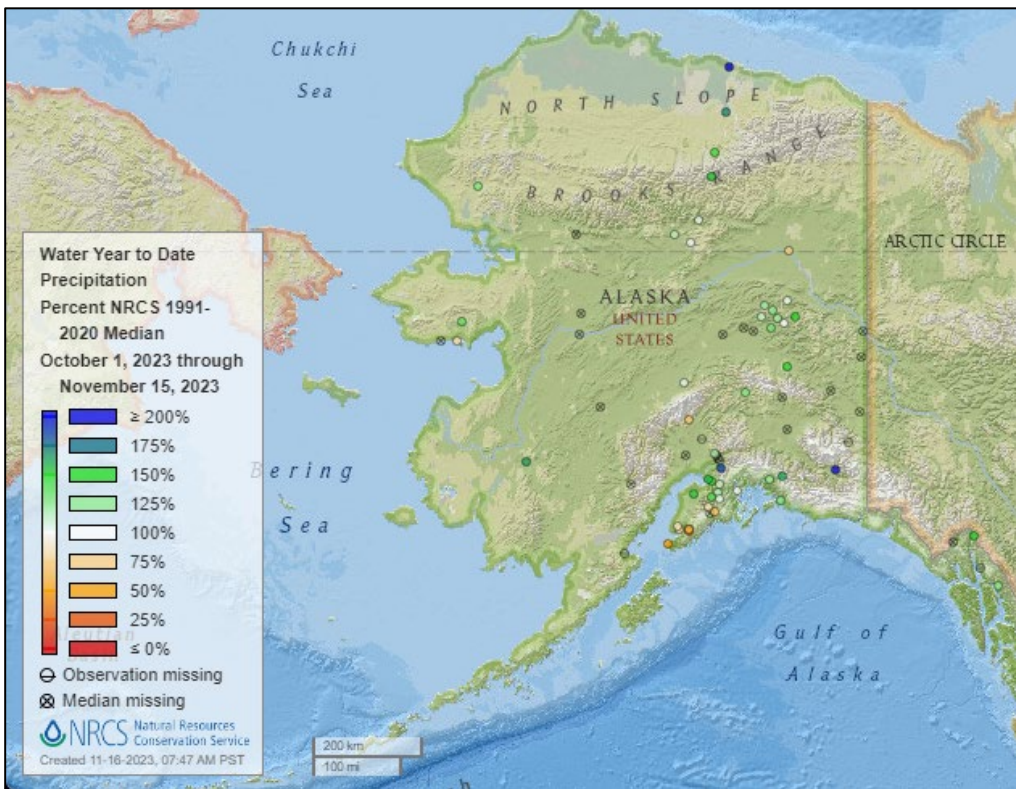 Chukchi
Sea
NORTH SLOPE
BROOKS RANGE
ARCTIC CIRCLE
ALASKA
UNITED
STATES
Bering
Sea
Gulf of
Alaska
Water Year to Date
Precipitation
Percent NRCS 1991-
2020 Median
October 1, 2023 through
November 15, 2023
≥ 200%
175%
150%
125%
100%
75%
50%
25%
≤ 0%
Aleutian
Observation missing
Median missing
NRCS Natural Resources
Conservation Service
Created 11-16-2023, 07:47 AM PST
200 km
100 mi